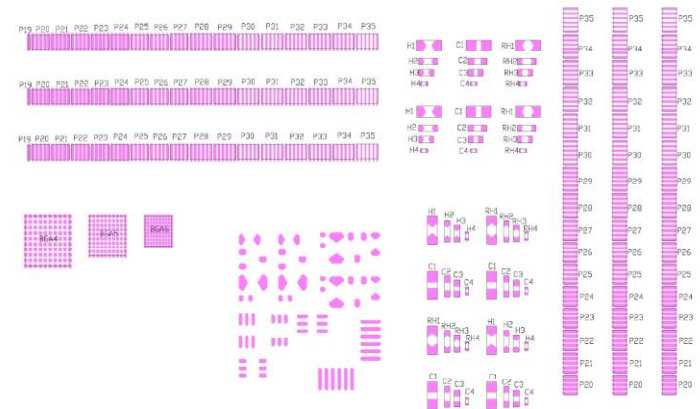 P19 P20 P21 P22 P23 P24 P25 P26 P27 P28 P29 P30 P31 P32 P33 P34 P35
P19 P20 P21 P22 P23 P24 P25 P26 P27 P28 P29 P30 P31 P32 P33 P34 P35
P19 P20 P21 P22 P23 P24 P25 P26 P27 P28 P29 P30 P31 P32 P33 P34 P35
BGA4 BGA5 BGA6
H1 C1 RH1
H2 C2 RH2
H3 C3 RH3
H4 C4 RH4
H1 C1 RH1
H2 C2 RH2
H3 C3 RH3
H4 C4 RH4
H1 H2 H3 H4 RH1 RH2 RH3 RH4
C1 C2 C3 C4 C1 C2 C3 C4
RH1 RH2 RH3 RH4 H1 H2 H3 H4
C1 C2 C3 C4 C1 C2 C3 C4
P35 P35 P35
P34 P34 P34
P33 P33 P33
P32 P32 P32
P31 P31 P31
P30 P30 P30
P29 P29 P29
P28 P28 P28
P27 P27 P27
P26 P26 P26
P25 P25 P25
P24 P24 P24
P23 P23 P23
P22 P22 P22
P21 P21 P21
P20 P20 P20